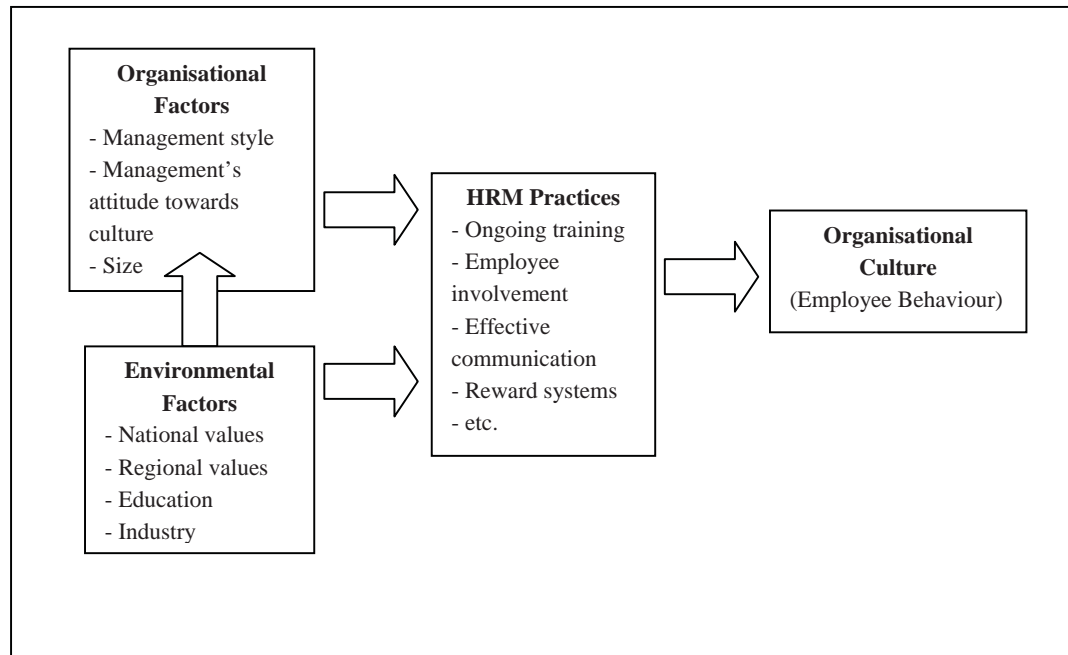 Organisational
Factors
- Management style
- Management's
attitude towards
culture
- Size
Environmental
Factors
- National values
- Regional values
- Education
- Industry
HRM Practices
- Ongoing training
- Employee
involvement
- Effective
communication
- Reward systems
- etc.
Organisational
Culture
(Employee Behaviour)